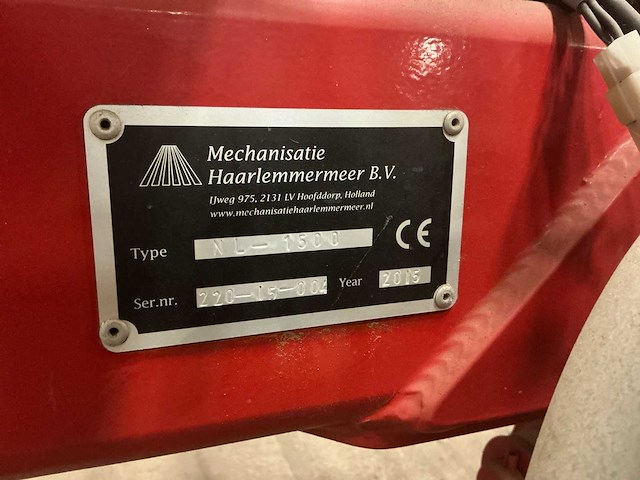 Mechanisatie
Haarlemmermeer B.V.
IJweg 975, 2131 LV Hoofddorp, Holland
www.mechanisatiehaarlemmermeer.nl
Type NL-1500 CE
Ser.nr. 220-15-004 Year 2015